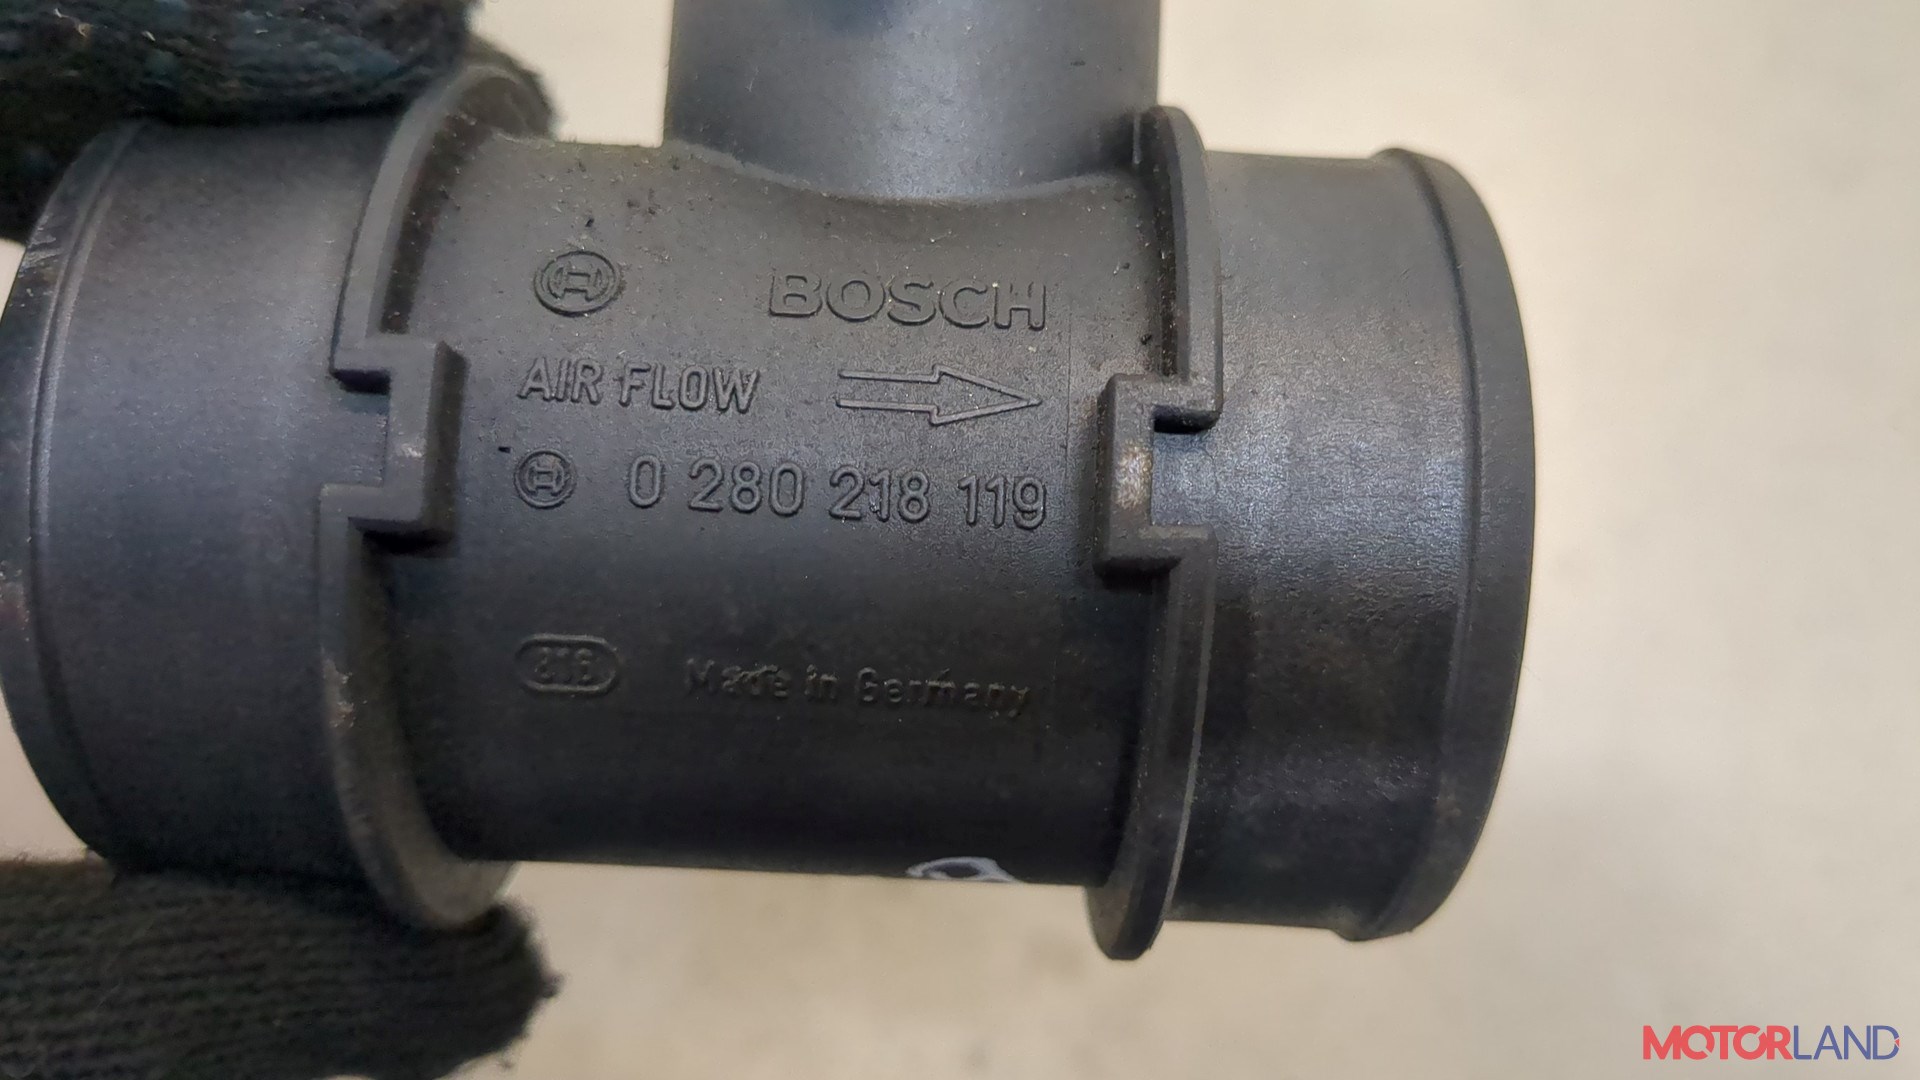 BOSCH
AIR FLOW
0 280 218 119
Made in Germany
MOTORLAND